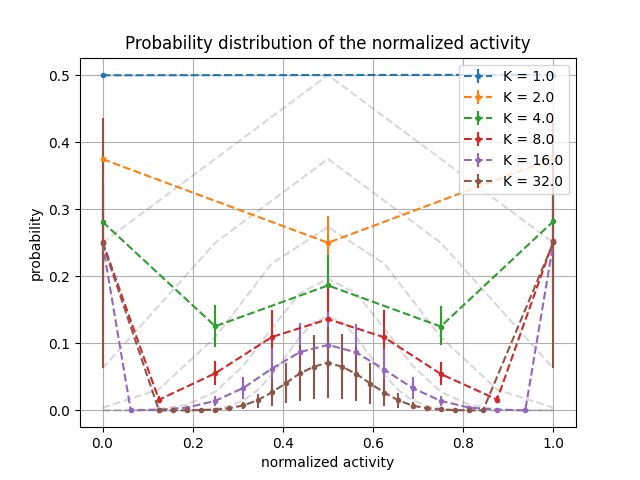 Probability distribution of the normalized activity
0.5
0.4
0.3
0.2
0.1
0.0
probability
K = 1.0
K = 2.0
K = 4.0
K = 8.0
K = 16.0
K = 32.0
0.0 0.2 0.4 0.6 0.8 1.0
normalized activity